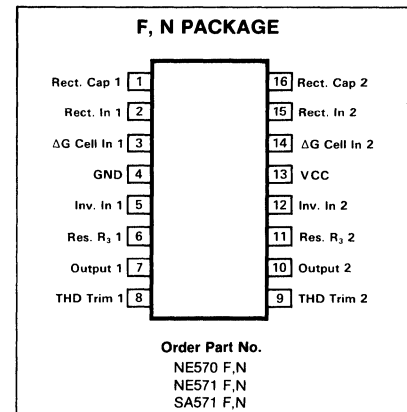 F, N PACKAGE
Rect. Cap 1 1 16 Rect. Cap 2
Rect. In 1 2 15 Rect. In 2
ΔG Cell In 1 3 14 ΔG Cell In 2
GND 4 13 VCC
Inv. In 1 5 12 Inv. In 2
Res. R₃ 1 6 11 Res. R₃ 2
Output 1 7 10 Output 2
THD Trim 1 8 9 THD Trim 2
Order Part No.
NE570 F,N
NE571 F,N
SA571 F,N